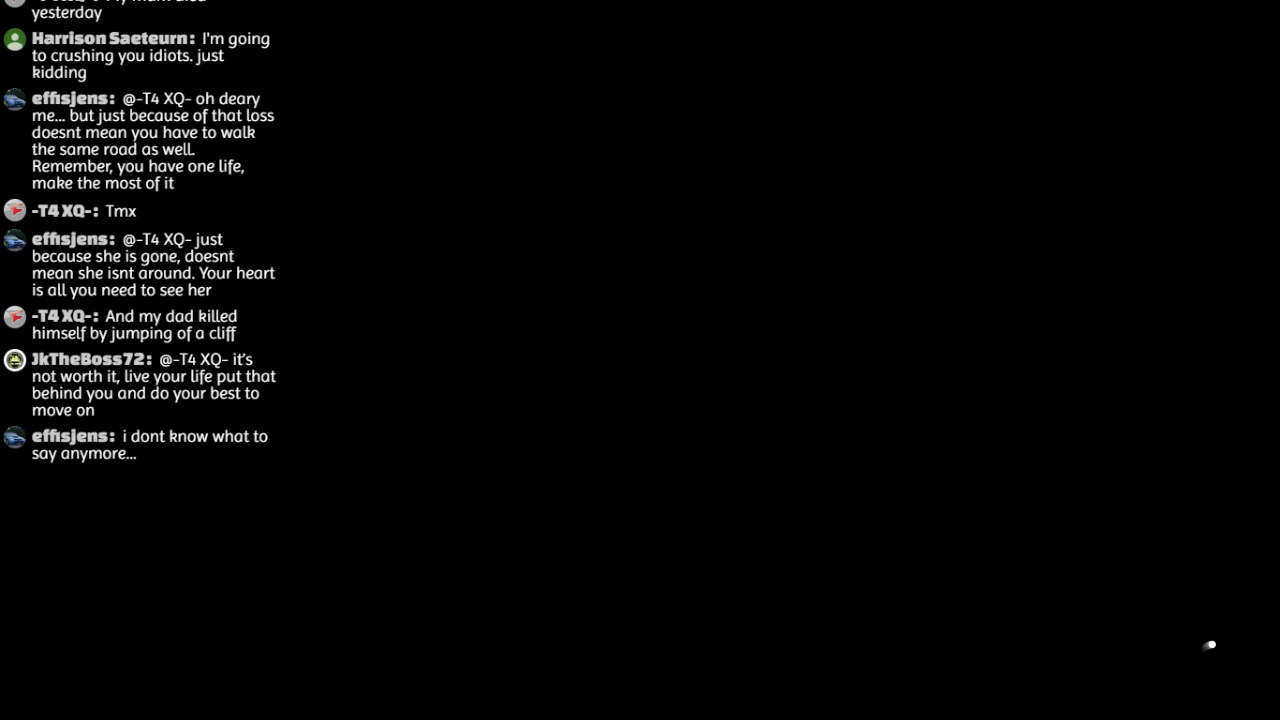 yesterday
Harrison Saeteurn: I'm going
to crushing you idiots. just
kidding
effisjens: @-T4 XQ- oh deary
me... but just because of that loss
doesnt mean you have to walk
the same road as well.
Remember, you have one life,
make the most of it
-T4 XQ-: Tmx
effisjens: @-T4 XQ- just
because she is gone, doesnt
mean she isnt around. Your heart
is all you need to see her
-T4 XQ-: And my dad killed
himself by jumping of a cliff
JkTheBoss72: @-T4 XQ- it's
not worth it, live your life put that
behind you and do your best to
move on
effisjens: i dont know what to
say anymore...